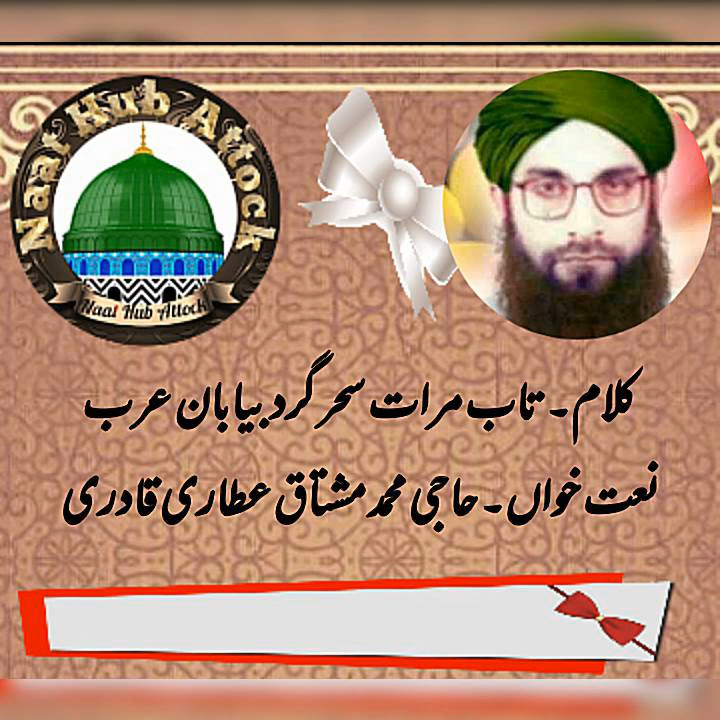 Naat Hub Attock
Naat Hub Attock
کلام۔ تاب مرات سحر گرد بیابان عرب
نعت خواں۔ حاجی محمد مشتاق عطاری قادری